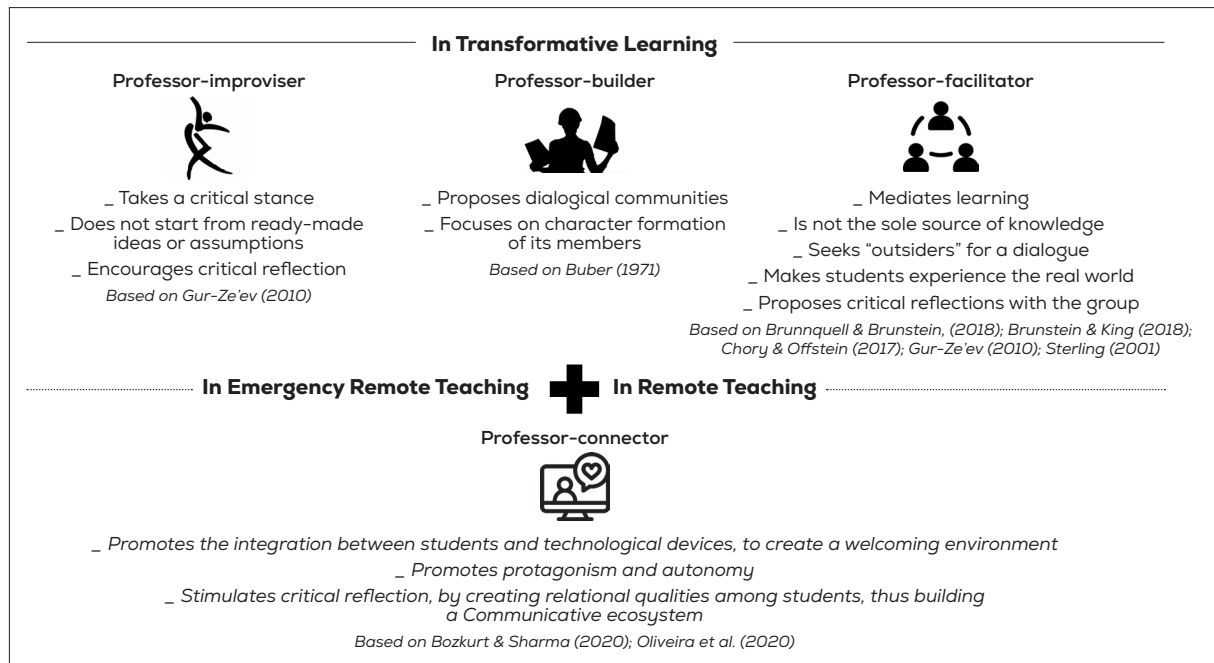 In Transformative Learning
Professor-improviser
_ Takes a critical stance
_ Does not start from ready-made
ideas or assumptions
_ Encourages critical reflection
Based on Gur-Ze'ev (2010)
Professor-builder
_ Proposes dialogical communities
_ Focuses on character formation
of its members
Based on Buber (1971)
Professor-facilitator
_ Mediates learning
_ Is not the sole source of knowledge
_ Seeks “outsiders” for a dialogue
_ Makes students experience the real world
_ Proposes critical reflections with the group
Based on Brunnquell & Brunstein, (2018); Brunstein & King (2018);
Chory & Offstein (2017); Gur-Ze'ev (2010); Sterling (2001)
In Emergency Remote Teaching
In Remote Teaching
Professor-connector
_ Promotes the integration between students and technological devices, to create a welcoming environment
_ Promotes protagonism and autonomy
_ Stimulates critical reflection, by creating relational qualities among students, thus building
a Communicative ecosystem
Based on Bozkurt & Sharma (2020); Oliveira et al. (2020)